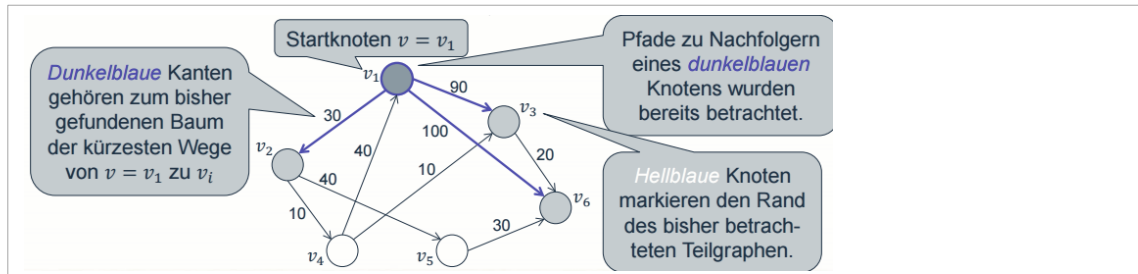 Startknoten v = v₁
Dunkelblaue Kanten
gehören zum bisher
gefundenen Baum
der kürzesten Wege
von v = v₁ zu vᵢ
Pfade zu Nachfolgern
eines dunkelblauen
Knotens wurden
bereits betrachtet.
v₁
90
v₃
30
100
v₂
40
10
20
40
v₆
10
30
v₄
v₅
Hellblaue Knoten
markieren den Rand
des bisher betrach-
teten Teilgraphen.